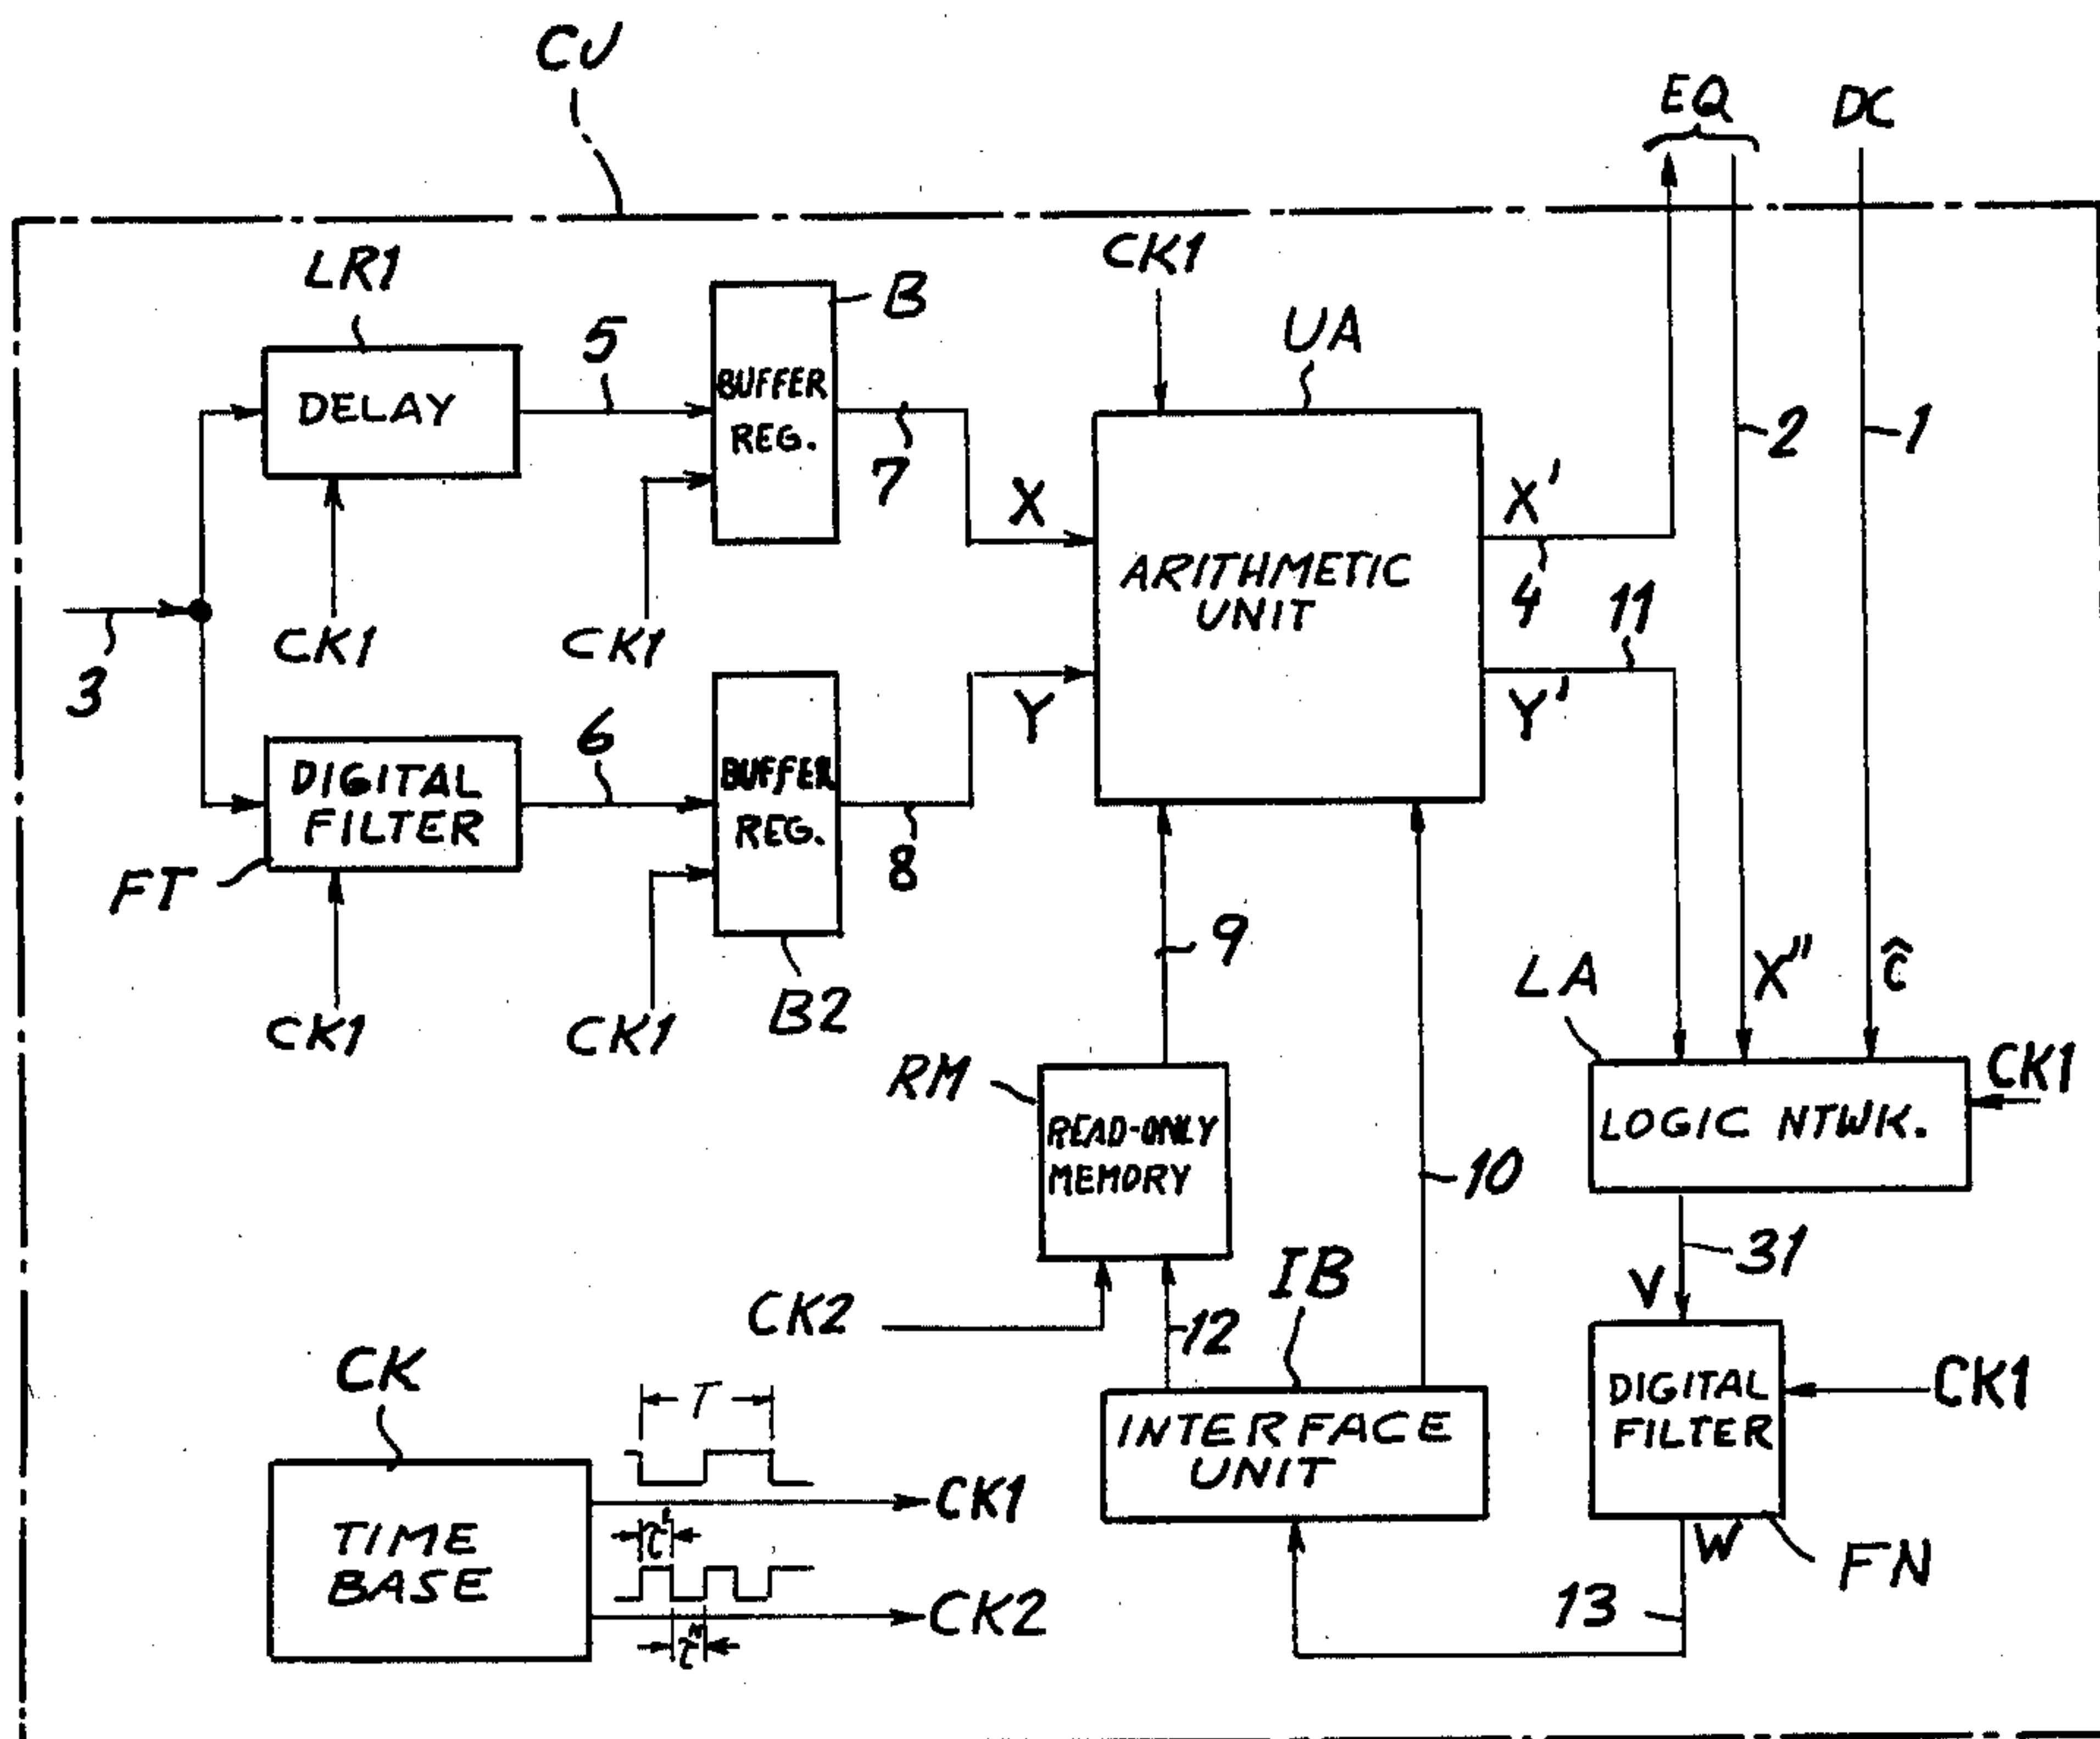 CU
EQ
DC
LR1
CK1
B
UA
5
DELAY
BUFFER
REG.
2
1
7
X
X'
ARITHMETIC
UNIT
4
11
CK1
CK1
3
Y
Y'
6
DIGITAL
FILTER
BUFFER
REG.
8
FT
9
LA
X"
Ĉ
B2
CK1
CK1
RM
CK1
READ-ONLY
MEMORY
LOGIC NTWK.
10
31
IB
V
CK2
12
CK
T
DIGITAL
FILTER
CK1
INTERFACE
UNIT
CK1
TIME
BASE
τ'
W
FN
13
CK2
τ"